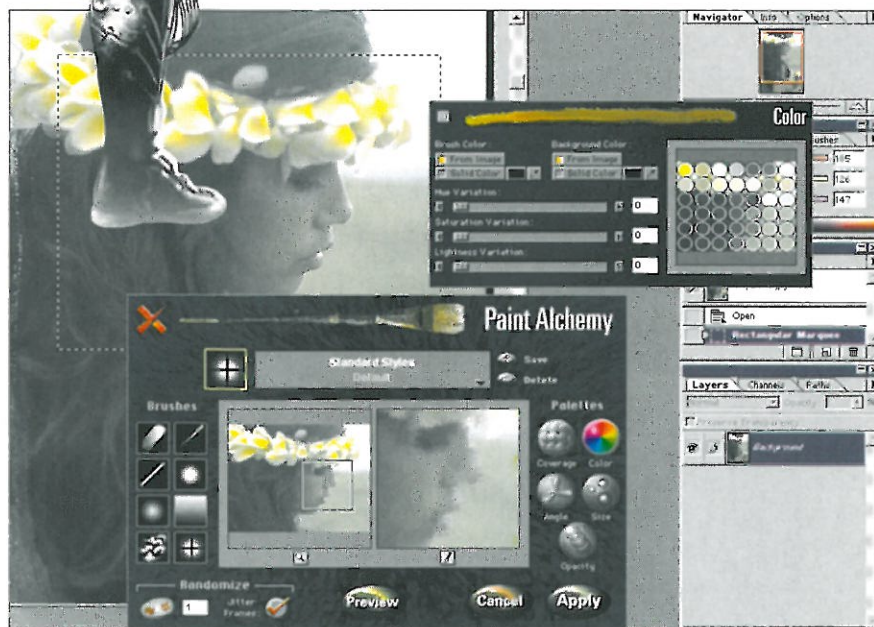 Navigator Info Options
Color
Brush Color
Background Color
From Image
From Image
Solid Color
Solid Color
Hue Variation:
0
Saturation Variation:
0
Lightness Variation:
0
185
126
147
Open
Rectangular Marquee
Paint Alchemy
Standard Styles
Default
Save
Delete
Layers Channels Paths
Background
Brushes
Palettes
Coverage Color
Angle Size
Opacity
Randomize
1
Jitter
Frames
Preview
Cancel
Apply